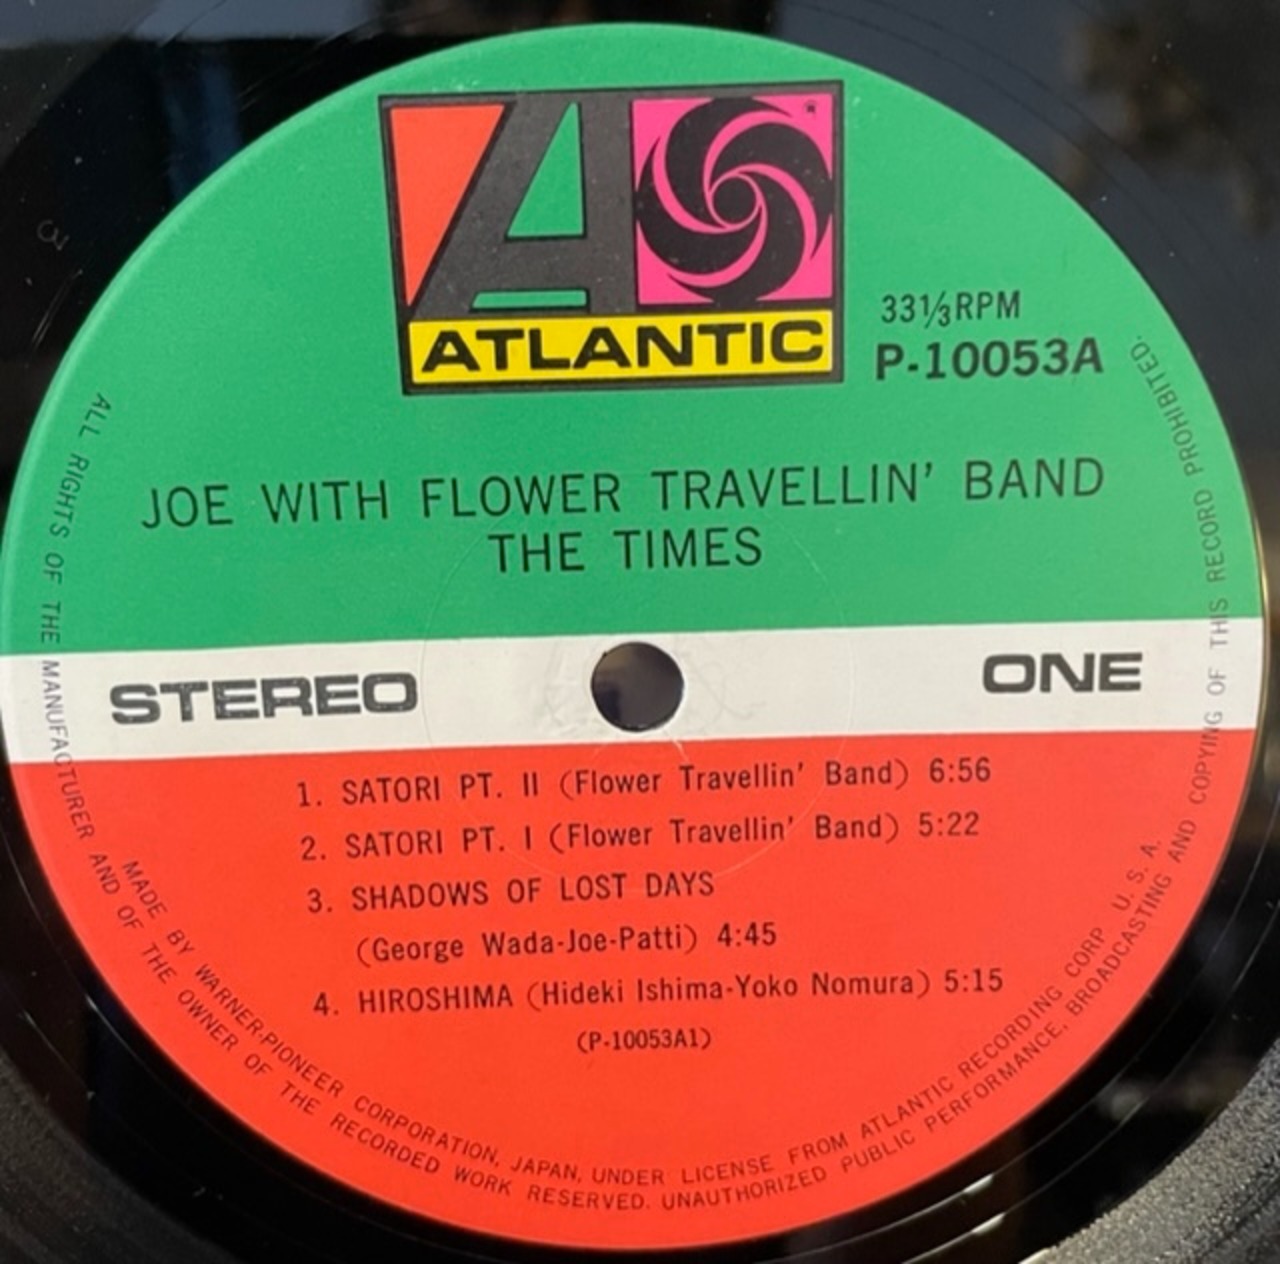 ATLANTIC
33⅓RPM
P-10053A
JOE WITH FLOWER TRAVELLIN' BAND
THE TIMES
STEREO
ONE
1. SATORI PT. II (Flower Travellin' Band) 6:56
2. SATORI PT. I (Flower Travellin' Band) 5:22
3. SHADOWS OF LOST DAYS
(George Wada-Joe-Patti) 4:45
4. HIROSHIMA (Hideki Ishima-Yoko Nomura) 5:15
(P-10053A1)
MADE BY WARNER-PIONEER CORPORATION, JAPAN, UNDER LICENSE FROM ATLANTIC RECORDING CORP. U. S. A.
ALL RIGHTS OF THE MANUFACTURER AND OF THE OWNER OF THE RECORDED WORK RESERVED. UNAUTHORIZED PUBLIC PERFORMANCE, BROADCASTING AND COPYING OF THIS RECORD PROHIBITED.